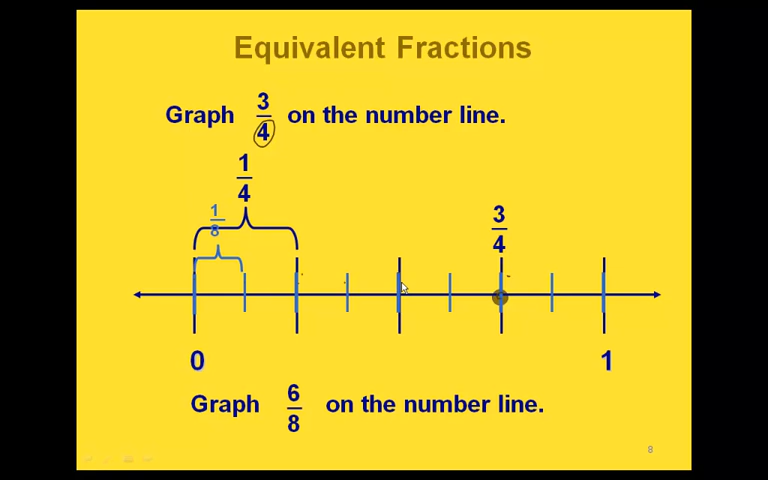 Equivalent Fractions
Graph 3/4 on the number line.
1/4
1/8
3/4
0 1
Graph 6/8 on the number line.
8